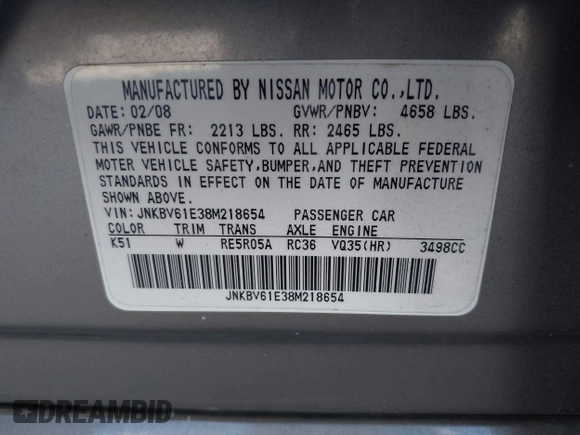 MANUFACTURED BY NISSAN MOTOR CO.,LTD.
DATE: 02/08 GVWR/PNBV: 4658 LBS.
GAWR/PNBE FR: 2213 LBS. RR: 2465 LBS.
THIS VEHICLE CONFORMS TO ALL APPLICABLE FEDERAL
MOTER VEHICLE SAFETY,BUMPER,AND THEFT PREVENTION
STANDARDS IN EFFECT ON THE DATE OF MANUFACTURE
SHOWN ABOVE.
VIN: JNKBV61E38M218654 PASSENGER CAR
COLOR TRIM TRANS AXLE ENGINE
K51 W RE5R05A RC36 VQ35(HR) 3498CC
JNKBV61E38M218654
DREAMBID